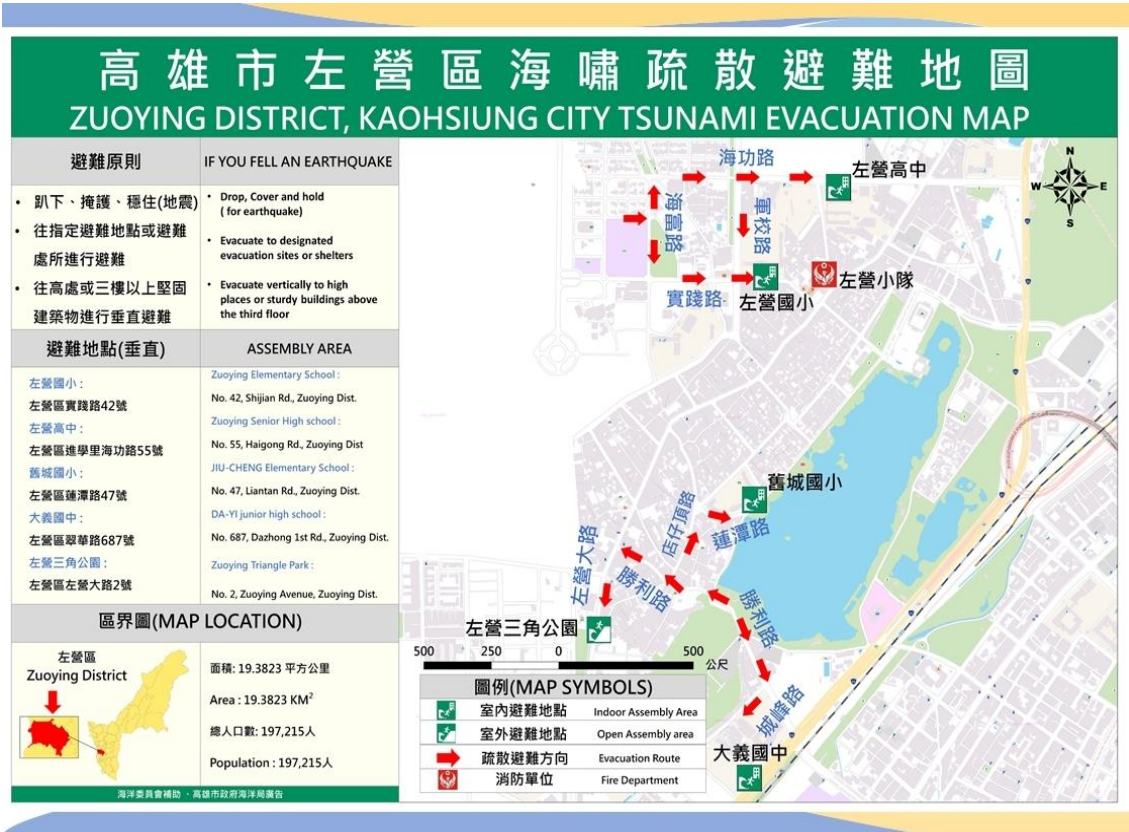 高雄市左營區海嘯疏散避難地圖
ZUOYING DISTRICT, KAOHSIUNG CITY TSUNAMI EVACUATION MAP
避難原則
IF YOU FELL AN EARTHQUAKE
• 趴下、掩護、穩住(地震)
• 往指定避難地點或避難
處所進行避難
• 往高處或三樓以上堅固
建築物進行垂直避難
• Drop, Cover and hold
( for earthquake)
• Evacuate to designated
evacuation sites or shelters
• Evacuate vertically to high
places or sturdy buildings above
the third floor
避難地點(垂直)
ASSEMBLY AREA
左營國小 :
左營區實踐路42號
左營高中 :
左營區進學里海功路55號
舊城國小 :
左營區蓮潭路47號
大義國中 :
左營區翠華路687號
左營三角公園 :
左營區左營大路2號
Zuoying Elementary School :
No. 42, Shijian Rd., Zuoying Dist.
Zuoying Senior High school :
No. 55, Haigong Rd., Zuoying Dist
JIU-CHENG Elementary School :
No. 47, Liantan Rd., Zuoying Dist.
DA-YI junior high school :
No. 687, Dazhong 1st Rd., Zuoying Dist.
Zuoying Triangle Park :
No. 2, Zuoying Avenue, Zuoying Dist.
區界圖(MAP LOCATION)
左營區
Zuoying District
面積: 19.3823 平方公里
Area : 19.3823 KM²
總人口數: 197,215人
Population : 197,215人
海洋委員會補助 ‧ 高雄市政府海洋局廣告
海功路
左營高中
N
W
E
S
海富路
軍校路
左營小隊
實踐路
左營國小
舊城國小
店仔頂路
蓮潭路
左營大路
勝利路
勝利路
左營三角公園
城峰路
大義國中
500
250
0
500
公尺
圖例(MAP SYMBOLS)
室內避難地點 Indoor Assembly Area
室外避難地點 Open Assembly area
疏散避難方向 Evacuation Route
消防單位 Fire Department